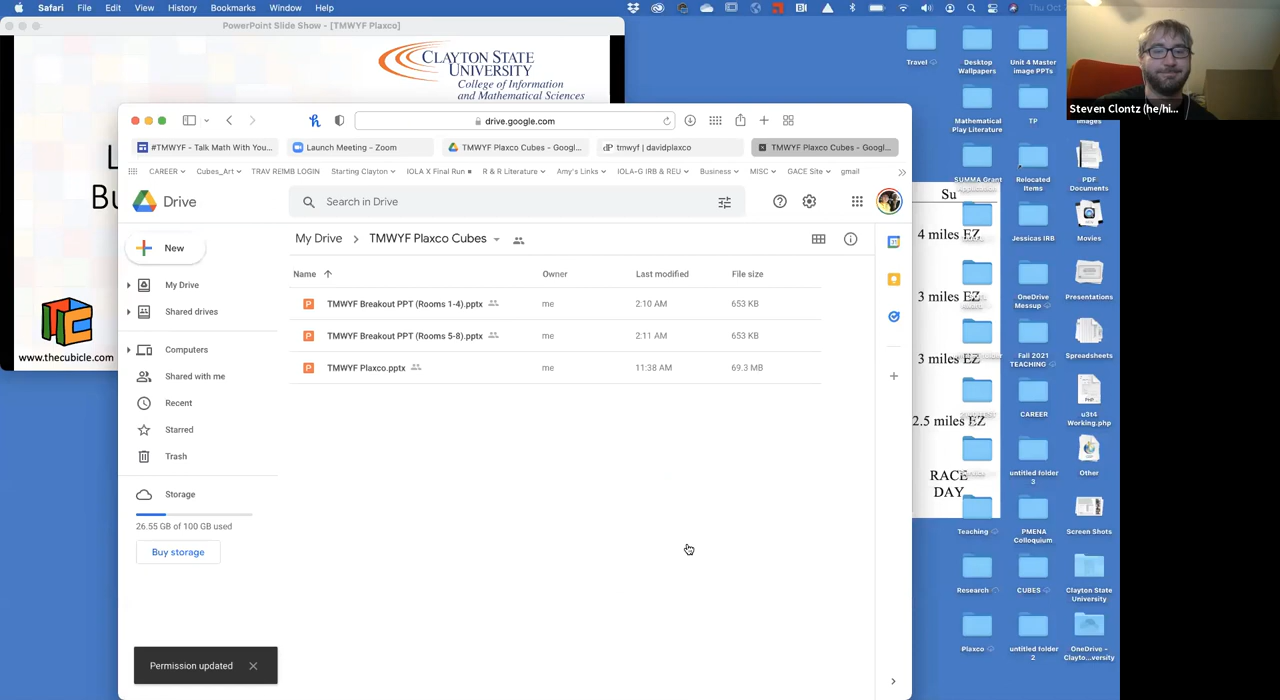 Safari File Edit View History Bookmarks Window Help
PowerPoint Slide Show - [TMWYF Plaxco]
CLAYTON STATE
UNIVERSITY
College of Information
and Mathematical Sciences
www.thecubicle.com
drive.google.com
#TMWYF - Talk Math With You...
Launch Meeting - Zoom
TMWYF Plaxco Cubes - Googl...
tmwyf | davidplaxco
TMWYF Plaxco Cubes - Googl...
CAREER Cubes_Art TRAV REIMB LOGIN Starting Clayton IOLA X Final Run R & R Literature Amy's Links IOLA-G IRB & REU Business MISC GACE Site gmail
Drive
Search in Drive
New
My Drive
Shared drives
Computers
Shared with me
Recent
Starred
Trash
Storage
26.55 GB of 100 GB used
Buy storage
My Drive > TMWYF Plaxco Cubes
Name Owner Last modified File size
TMWYF Breakout PPT (Rooms 1-4).pptx me 2:10 AM 653 KB
TMWYF Breakout PPT (Rooms 5-8).pptx me 2:11 AM 653 KB
TMWYF Plaxco.pptx me 11:38 AM 69.3 MB
Permission updated
Su
4 miles EZ
3 miles EZ
3 miles EZ
2.5 miles EZ
RACE
DAY
Travel
Desktop
Wallpapers
Unit 4 Master
image PPTs
Mathematical
Play Literature
TP
SUMMA Grant
Relocated
Items
PDF
Documents
Jessicas IRB
Movies
OneDrive
Messup
Presentations
Fall 2021
TEACHING
Spreadsheets
CAREER
u3t4
Working.php
untitled folder
3
Other
Teaching
PMENA
Colloquium
Screen Shots
Research
CUBES
Clayton State
University
Plaxco
untitled folder
2
OneDrive -
Clayto...versity
Steven Clontz (he/hi...